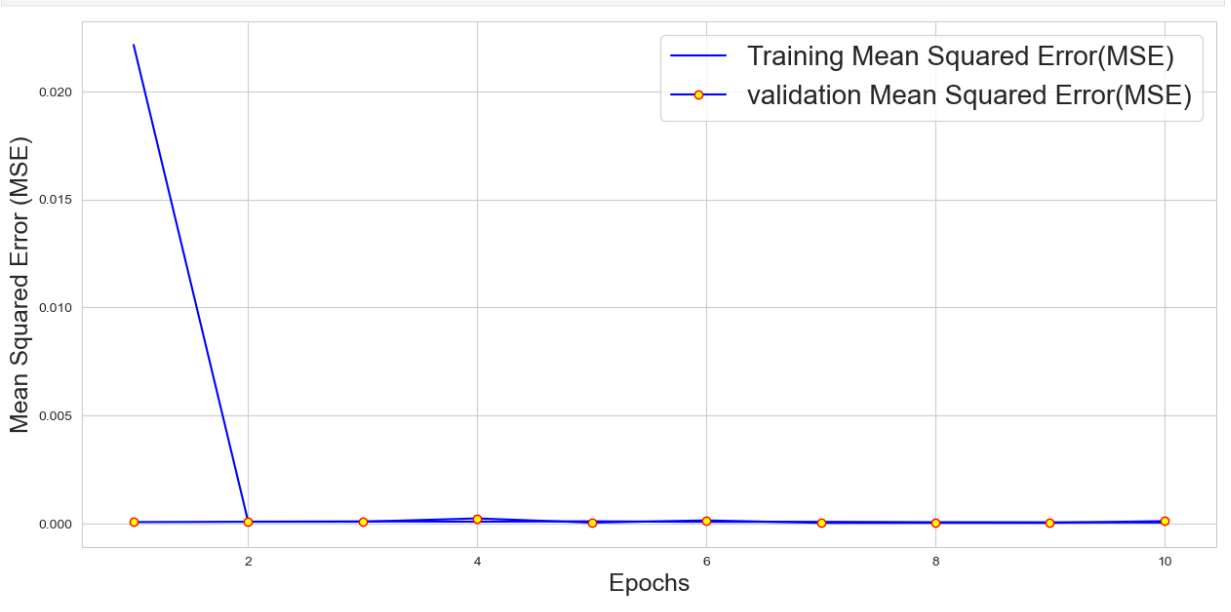 Training Mean Squared Error(MSE)
validation Mean Squared Error(MSE)
Mean Squared Error (MSE)
0.020
0.015
0.010
0.005
0.000
2 4 6 8 10
Epochs